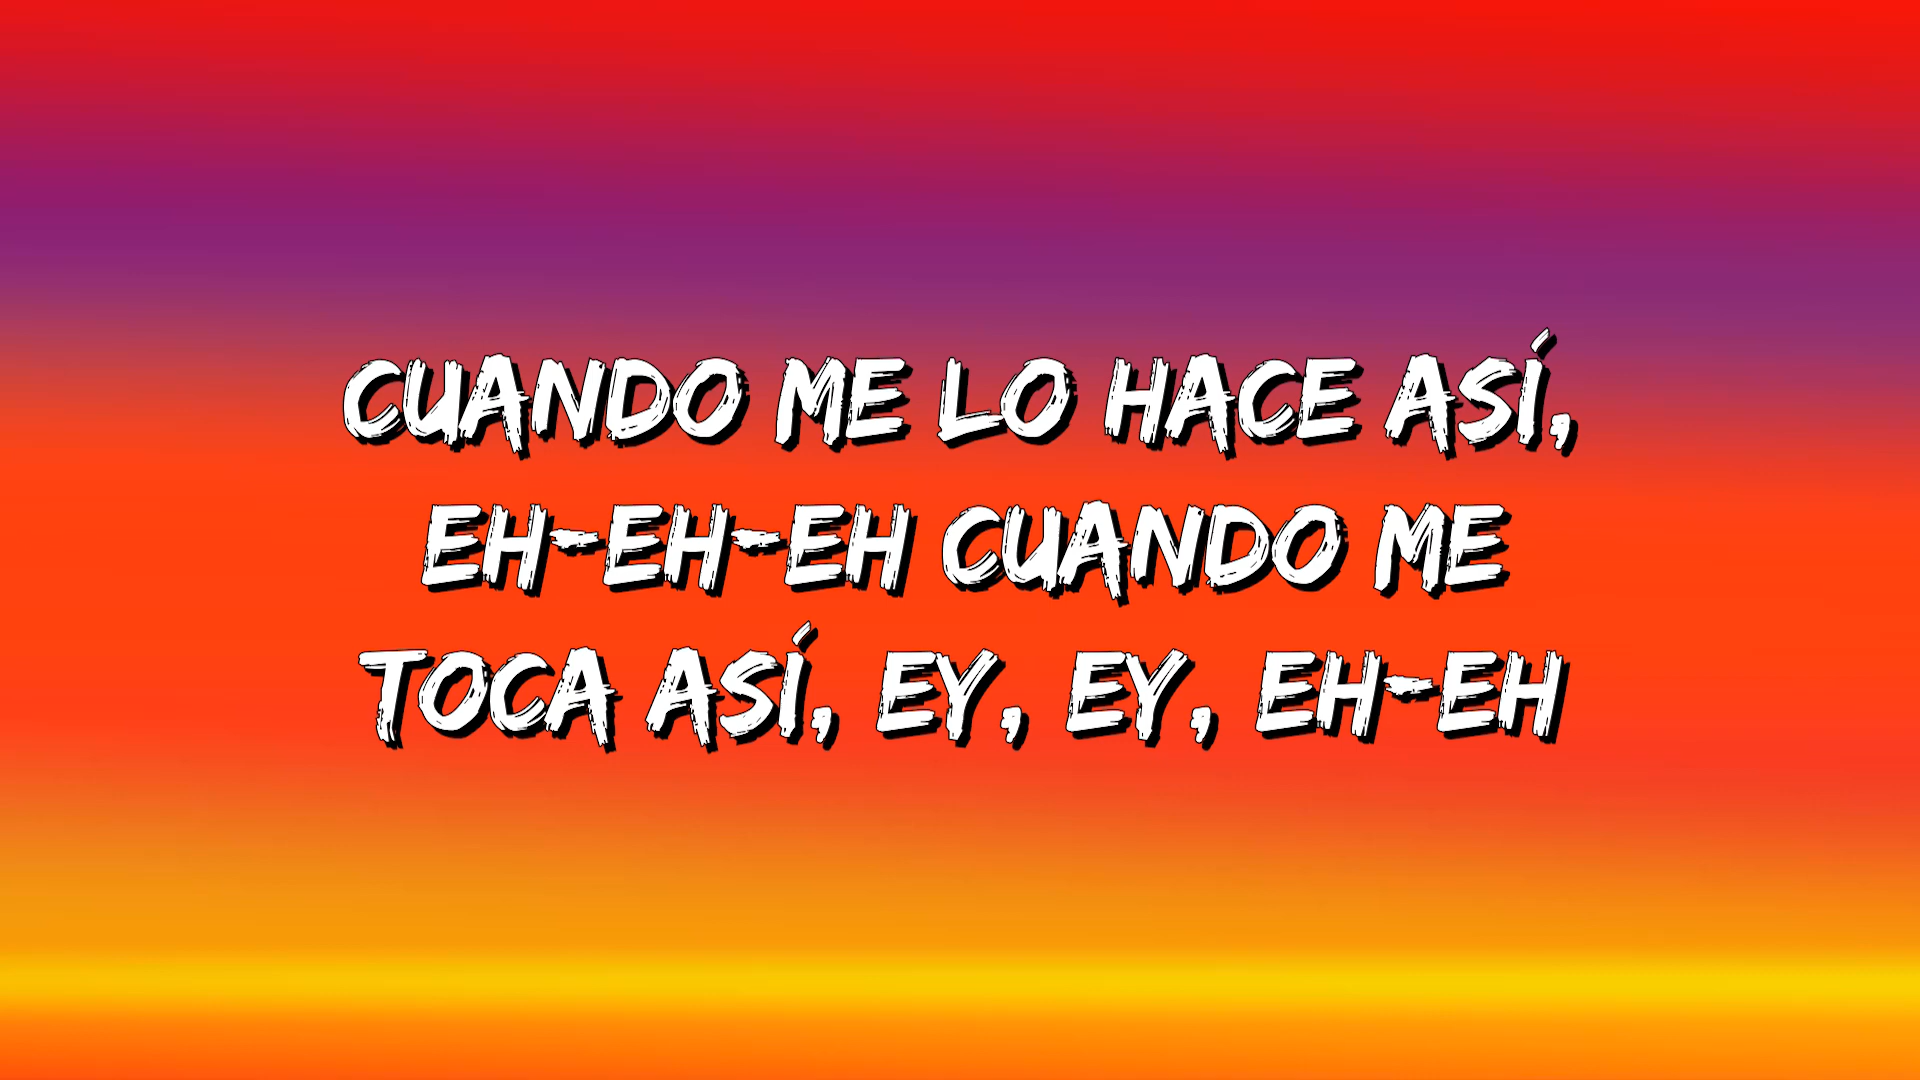 CUANDO ME LO HACE ASÍ,
EH-EH-EH CUANDO ME
TOCA ASÍ, EY, EY, EH-EH